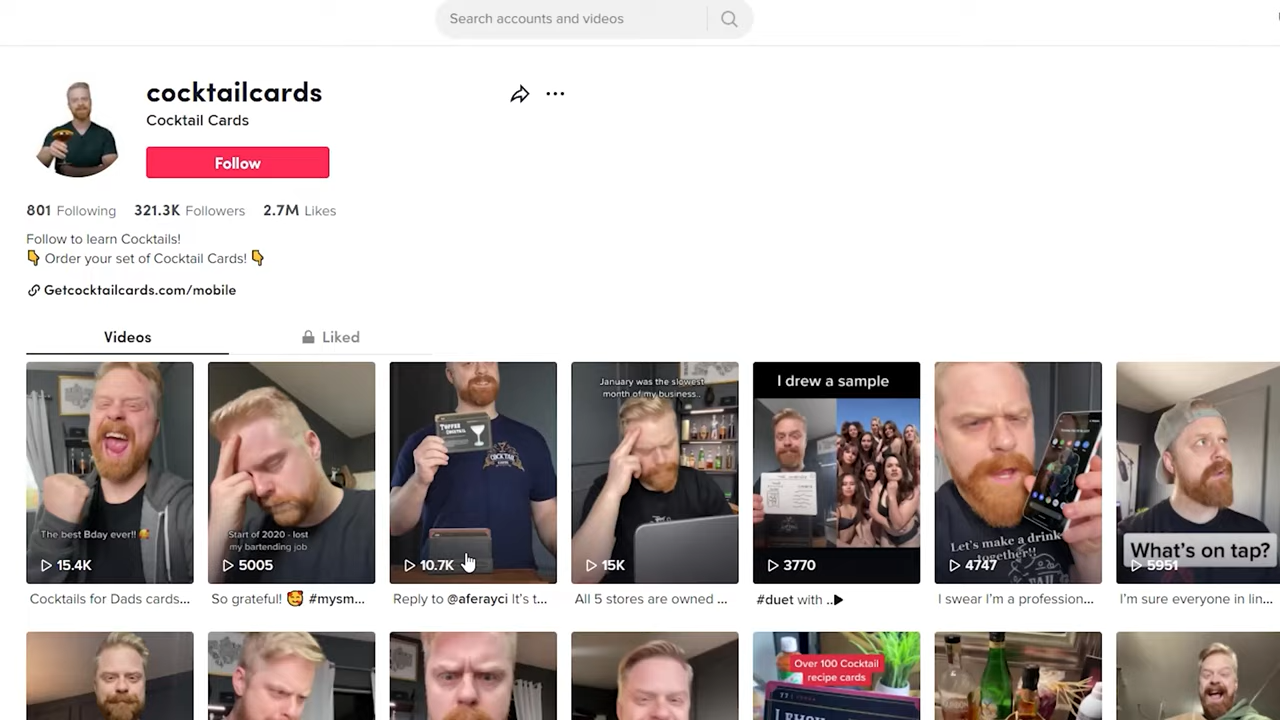 Search accounts and videos
cocktailcards
Cocktail Cards
Follow
801 Following 321.3K Followers 2.7M Likes
Follow to learn Cocktails!
👇 Order your set of Cocktail Cards! 👇
Getcocktailcards.com/mobile
Videos
Liked
The best Bday ever!! 🥰
15.4K
Cocktails for Dads cards...
Start of 2020 - lost
my bartending job
5005
So grateful! 🥰 #mysm...
COCKTAIL
10.7K
Reply to @aferayci It's t...
January was the slowest
month of my business..
15K
All 5 stores are owned ...
I drew a sample
3770
#duet with ..▶
Let's make a drink
together!!
4747
I swear I'm a profession...
What's on tap?
5951
I'm sure everyone in lin...
Over 100 Cocktail
recipe cards